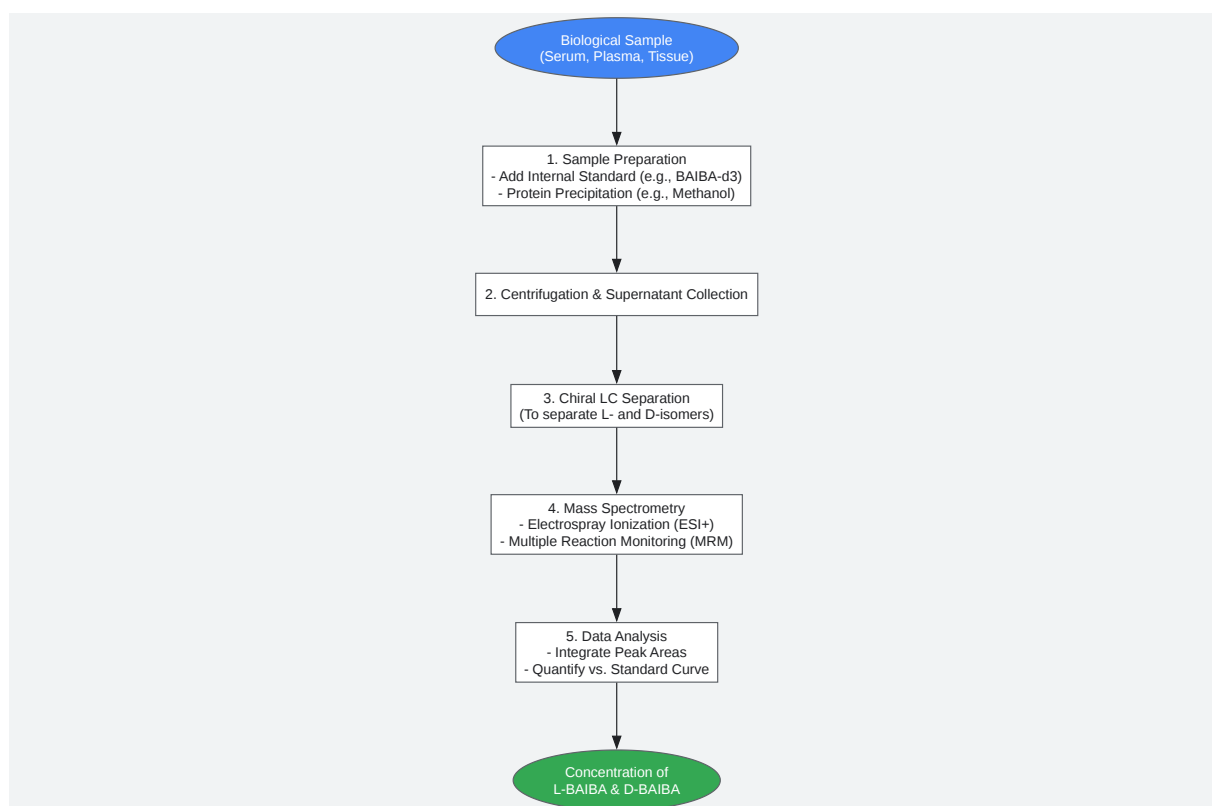 Biological Sample
(Serum, Plasma, Tissue)
1. Sample Preparation
- Add Internal Standard (e.g., BAIBA-d3)
- Protein Precipitation (e.g., Methanol)
2. Centrifugation & Supernatant Collection
3. Chiral LC Separation
(To separate L- and D-isomers)
4. Mass Spectrometry
- Electrospray Ionization (ESI+)
- Multiple Reaction Monitoring (MRM)
5. Data Analysis
- Integrate Peak Areas
- Quantify vs. Standard Curve
Concentration of
L-BAIBA & D-BAIBA